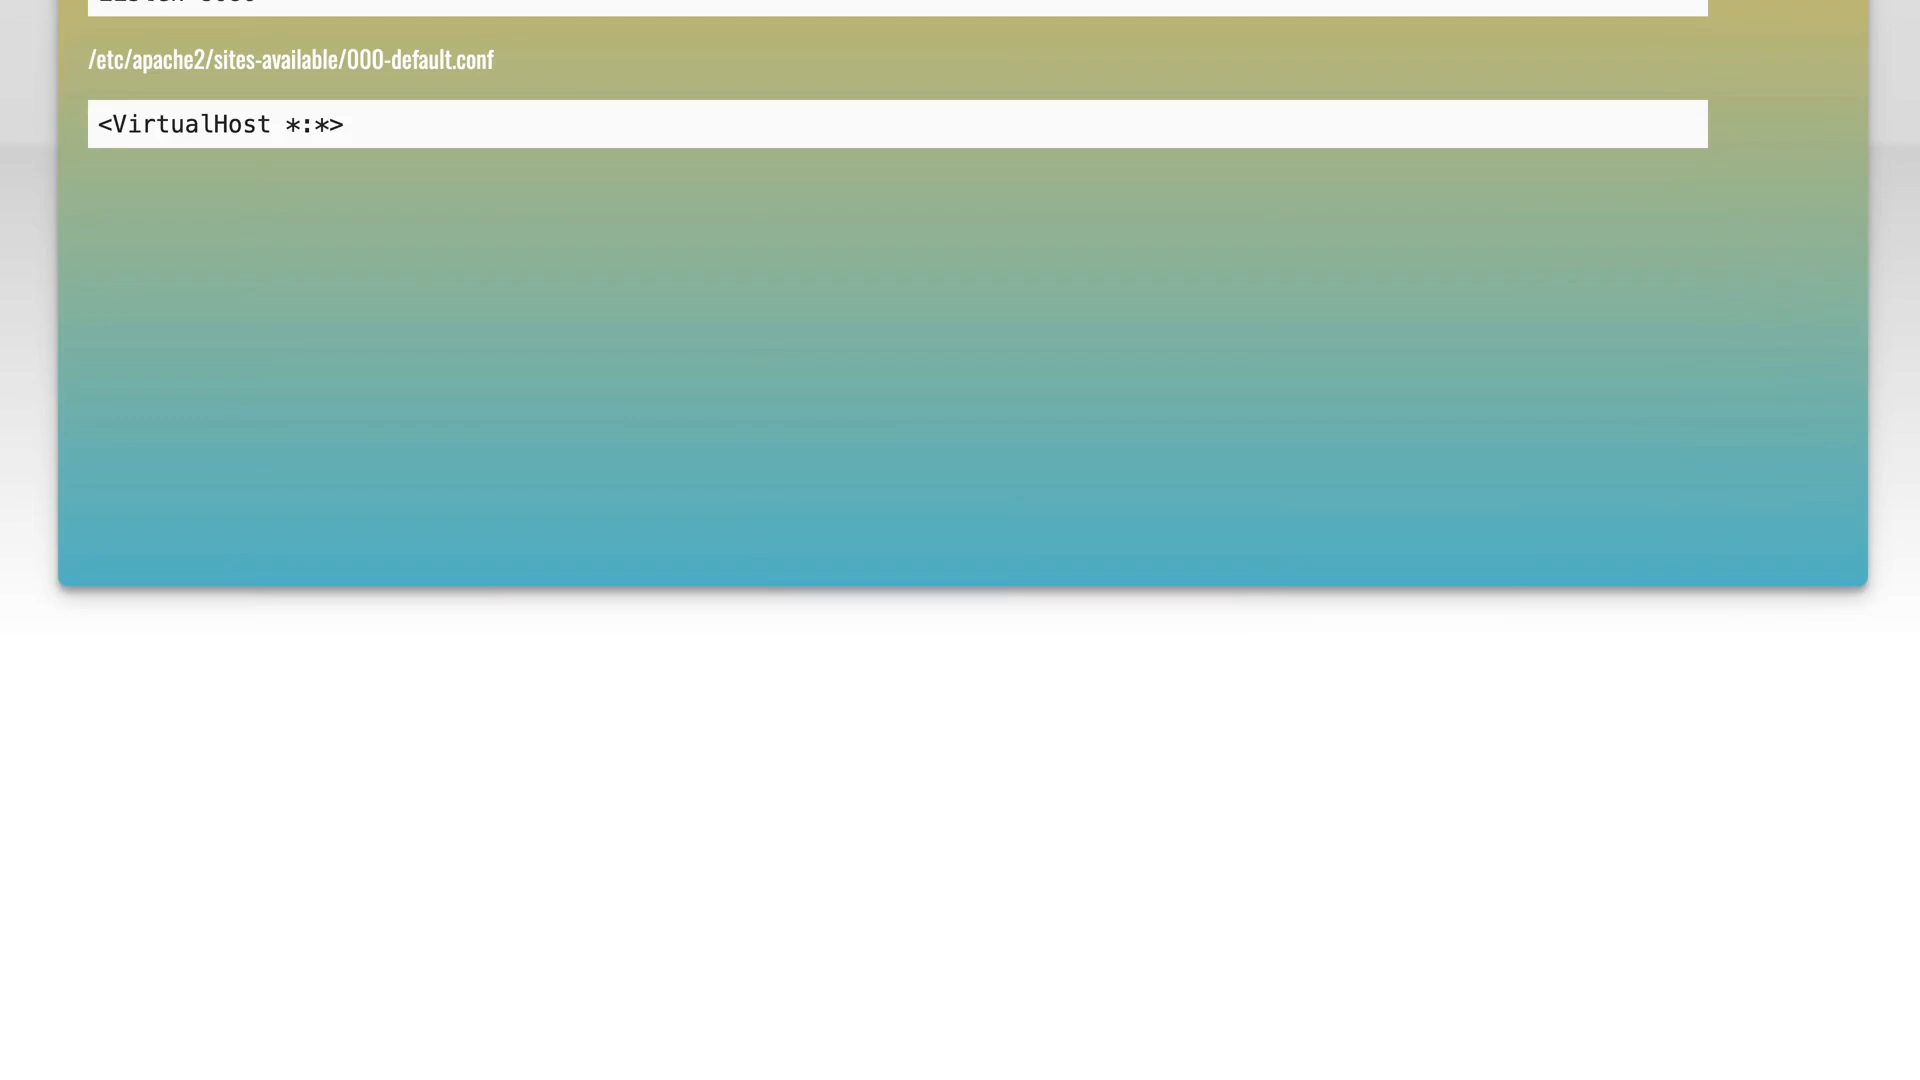 /etc/apache2/sites-available/000-default.conf
<VirtualHost *:*>